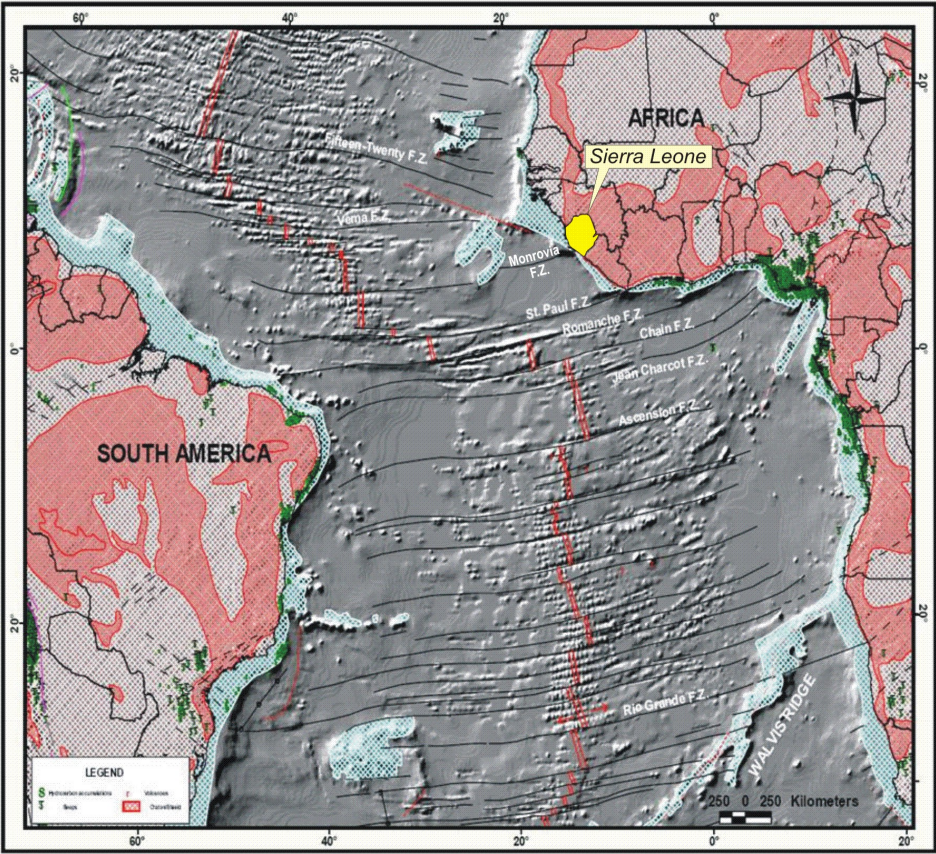 60° 40° 20° 0°
20°
20°
AFRICA
Sierra Leone
Fifteen-Twenty F.Z.
Vema F.Z.
Monrovia
F.Z.
St. Paul F.Z.
Romanche F.Z.
Chain F.Z.
0°
0°
Jean Charcot F.Z.
Ascension F.Z.
SOUTH AMERICA
20°
20°
Rio Grande F.Z.
WALVIS RIDGE
LEGEND
Hydrocarbon accumulations
Seeps
Volcanoes
250 0 250 Kilometers
60° 40° 20° 0° 20°